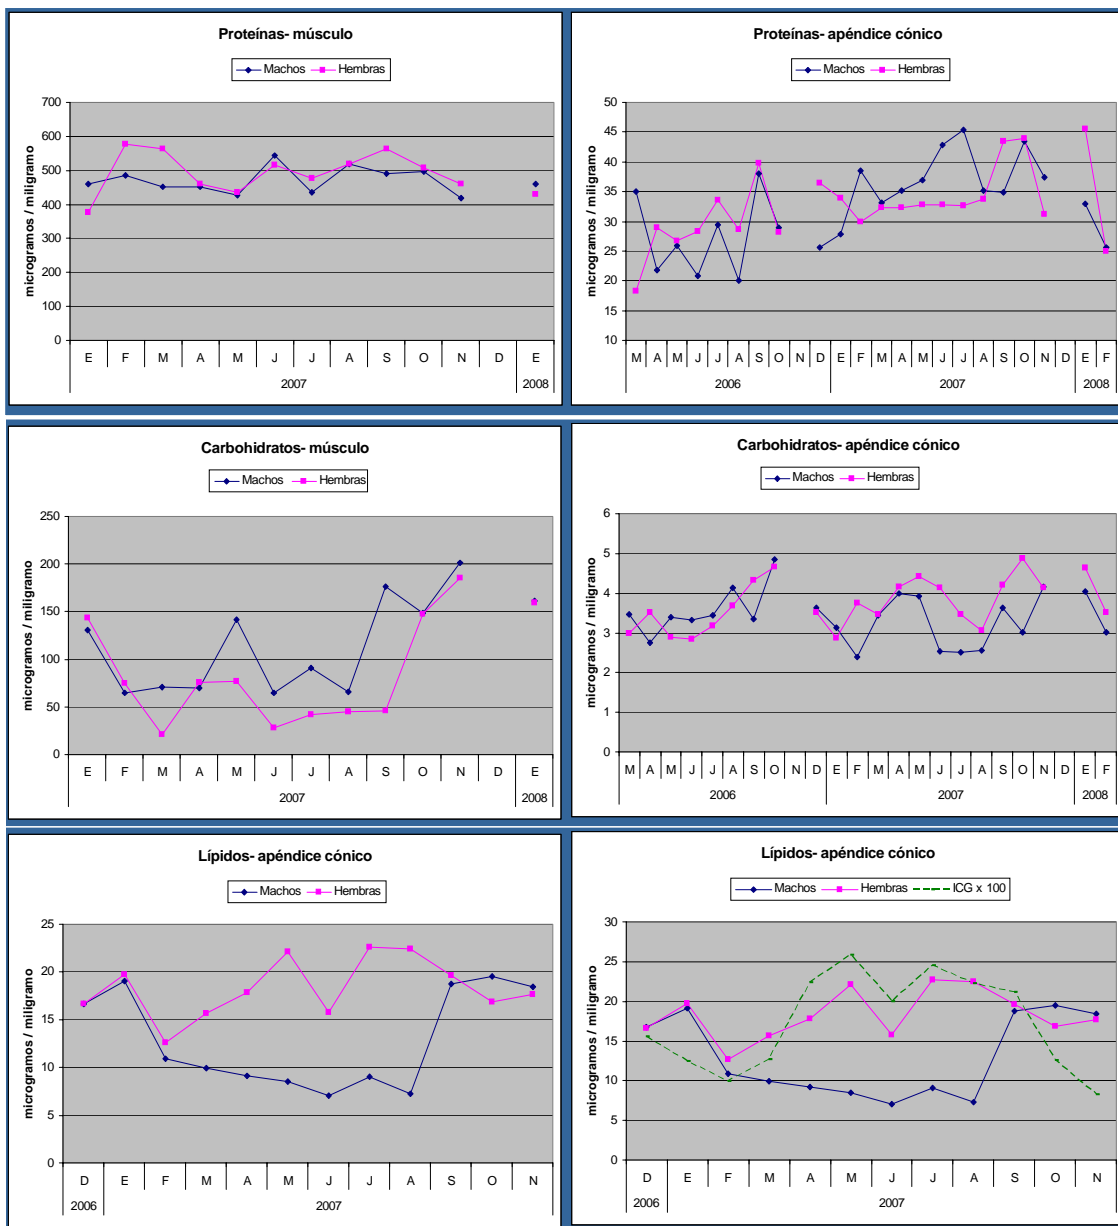 Proteínas- músculo
Machos Hembras
microgramos / miligramo
700
600
500
400
300
200
100
0
E F M A M J J A S O N D E
2007 2008
Proteínas- apéndice cónico
Machos Hembras
microgramos / miligramo
50
45
40
35
30
25
20
15
10
M A M J J A S O N D E F M A M J J A S O N D E F
2006 2007 2008
Carbohidratos- músculo
Machos Hembras
microgramos / miligramo
250
200
150
100
50
0
E F M A M J J A S O N D E
2007 2008
Carbohidratos- apéndice cónico
Machos Hembras
microgramos / miligramo
6
5
4
3
2
1
0
M A M J J A S O N D E F M A M J J A S O N D E F
2006 2007 2008
Lípidos- apéndice cónico
Machos Hembras
microgramos / miligramo
25
20
15
10
5
0
D E F M A M J J A S O N
2006 2007
Lípidos- apéndice cónico
Machos Hembras ICG x 100
microgramos / miligramo
30
25
20
15
10
5
0
D E F M A M J J A S O N
2006 2007